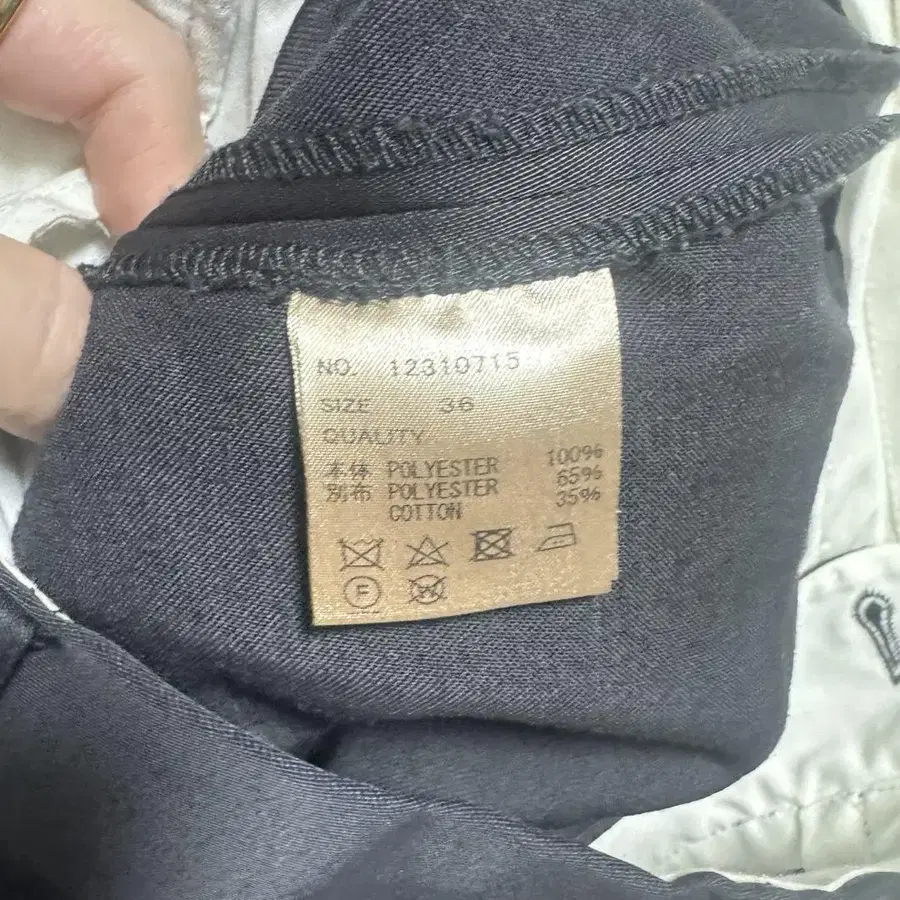 NO. 12310715
SIZE 36
QUALITY
本体 POLYESTER 100%
別布 POLYESTER 65%
COTTON 35%
F W